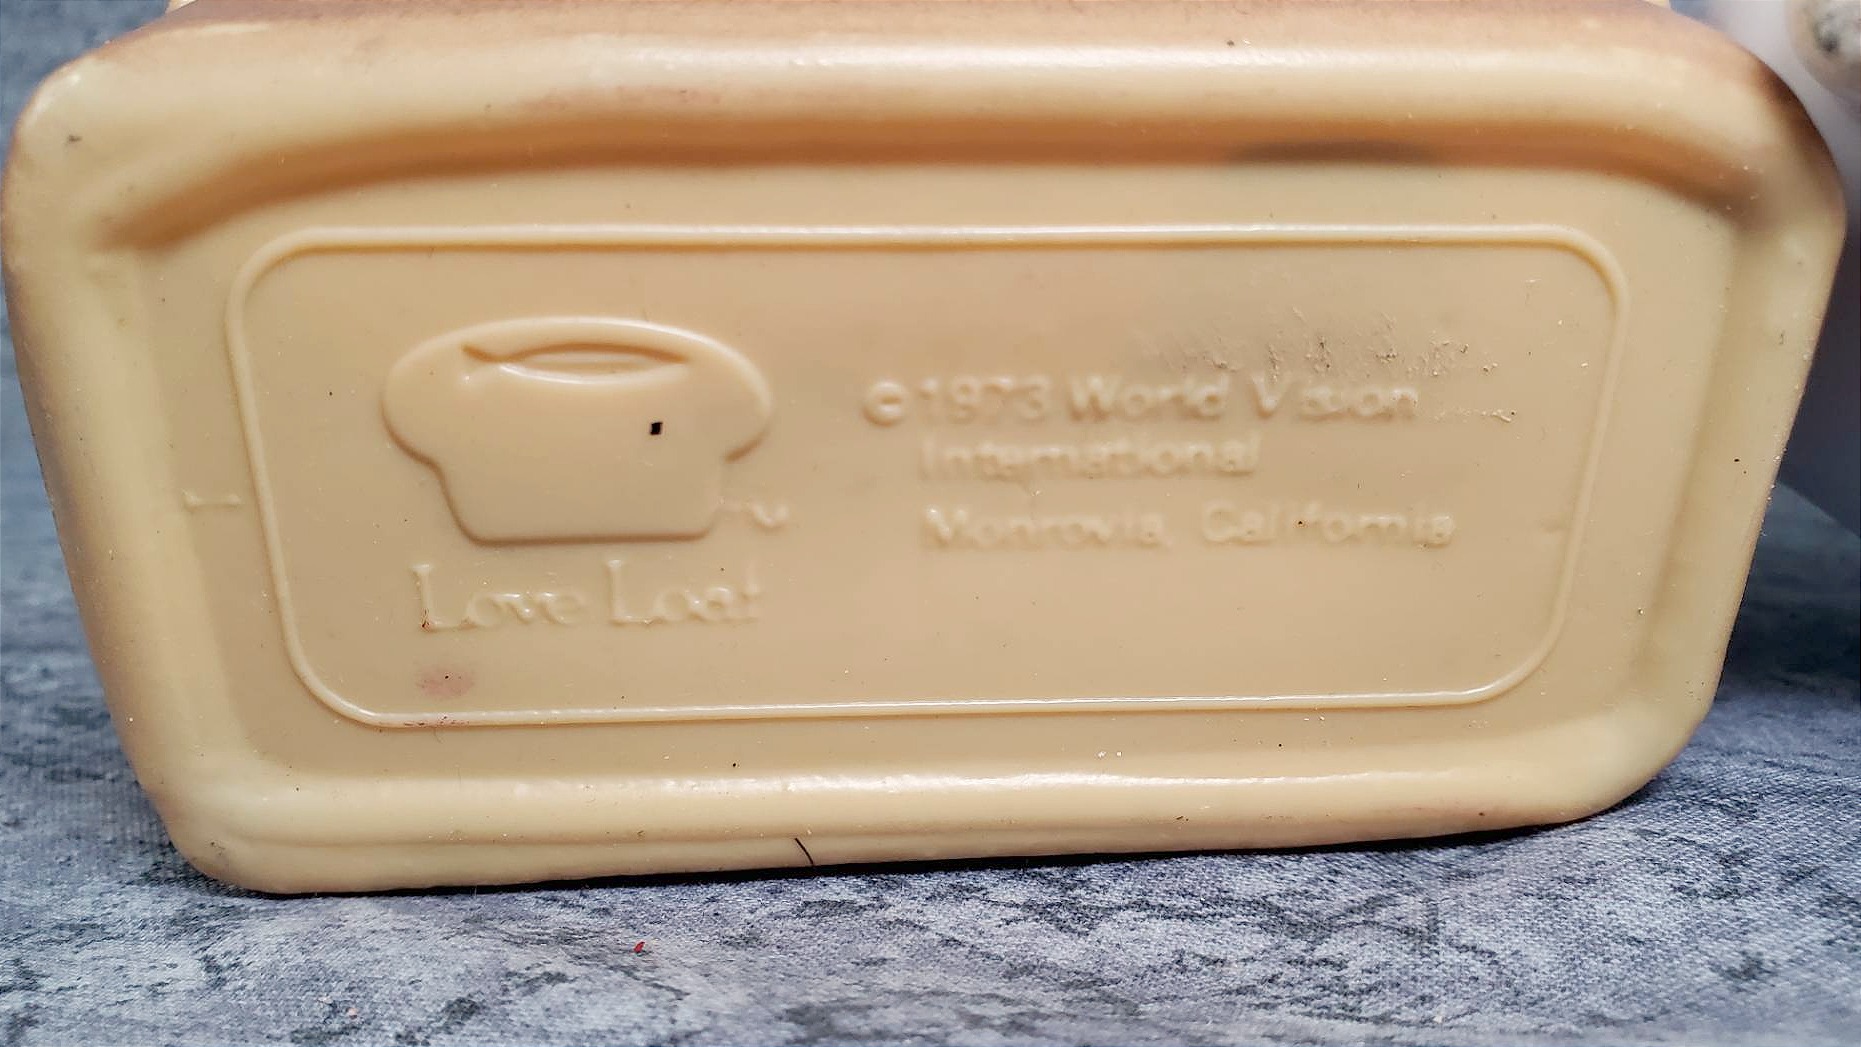 Love Loaf
©1973 World Vision
International
Monrovia, California